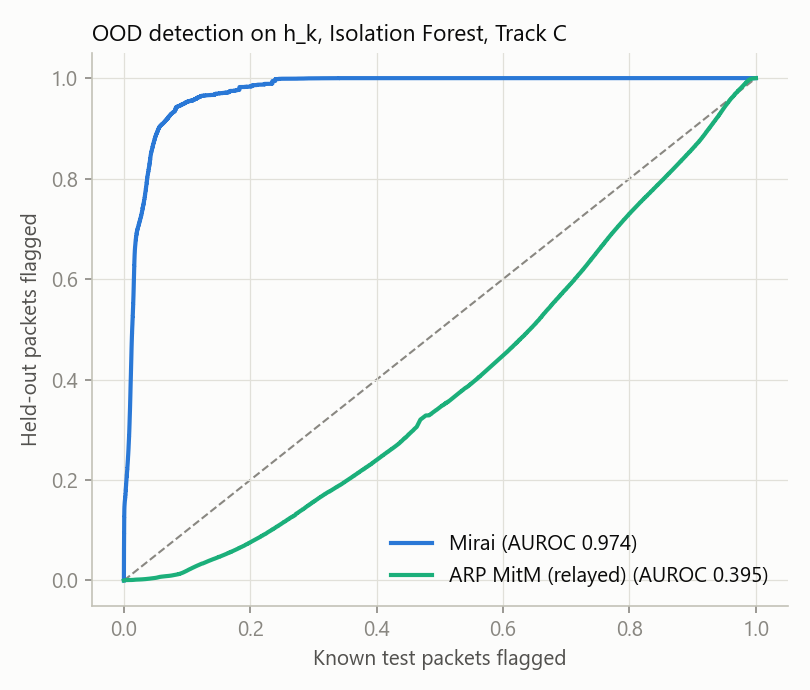 OOD detection on h_k, Isolation Forest, Track C
1.0
0.8
0.6
0.4
0.2
0.0
Held-out packets flagged
Mirai (AUROC 0.974)
ARP MitM (relayed) (AUROC 0.395)
0.0 0.2 0.4 0.6 0.8 1.0
Known test packets flagged